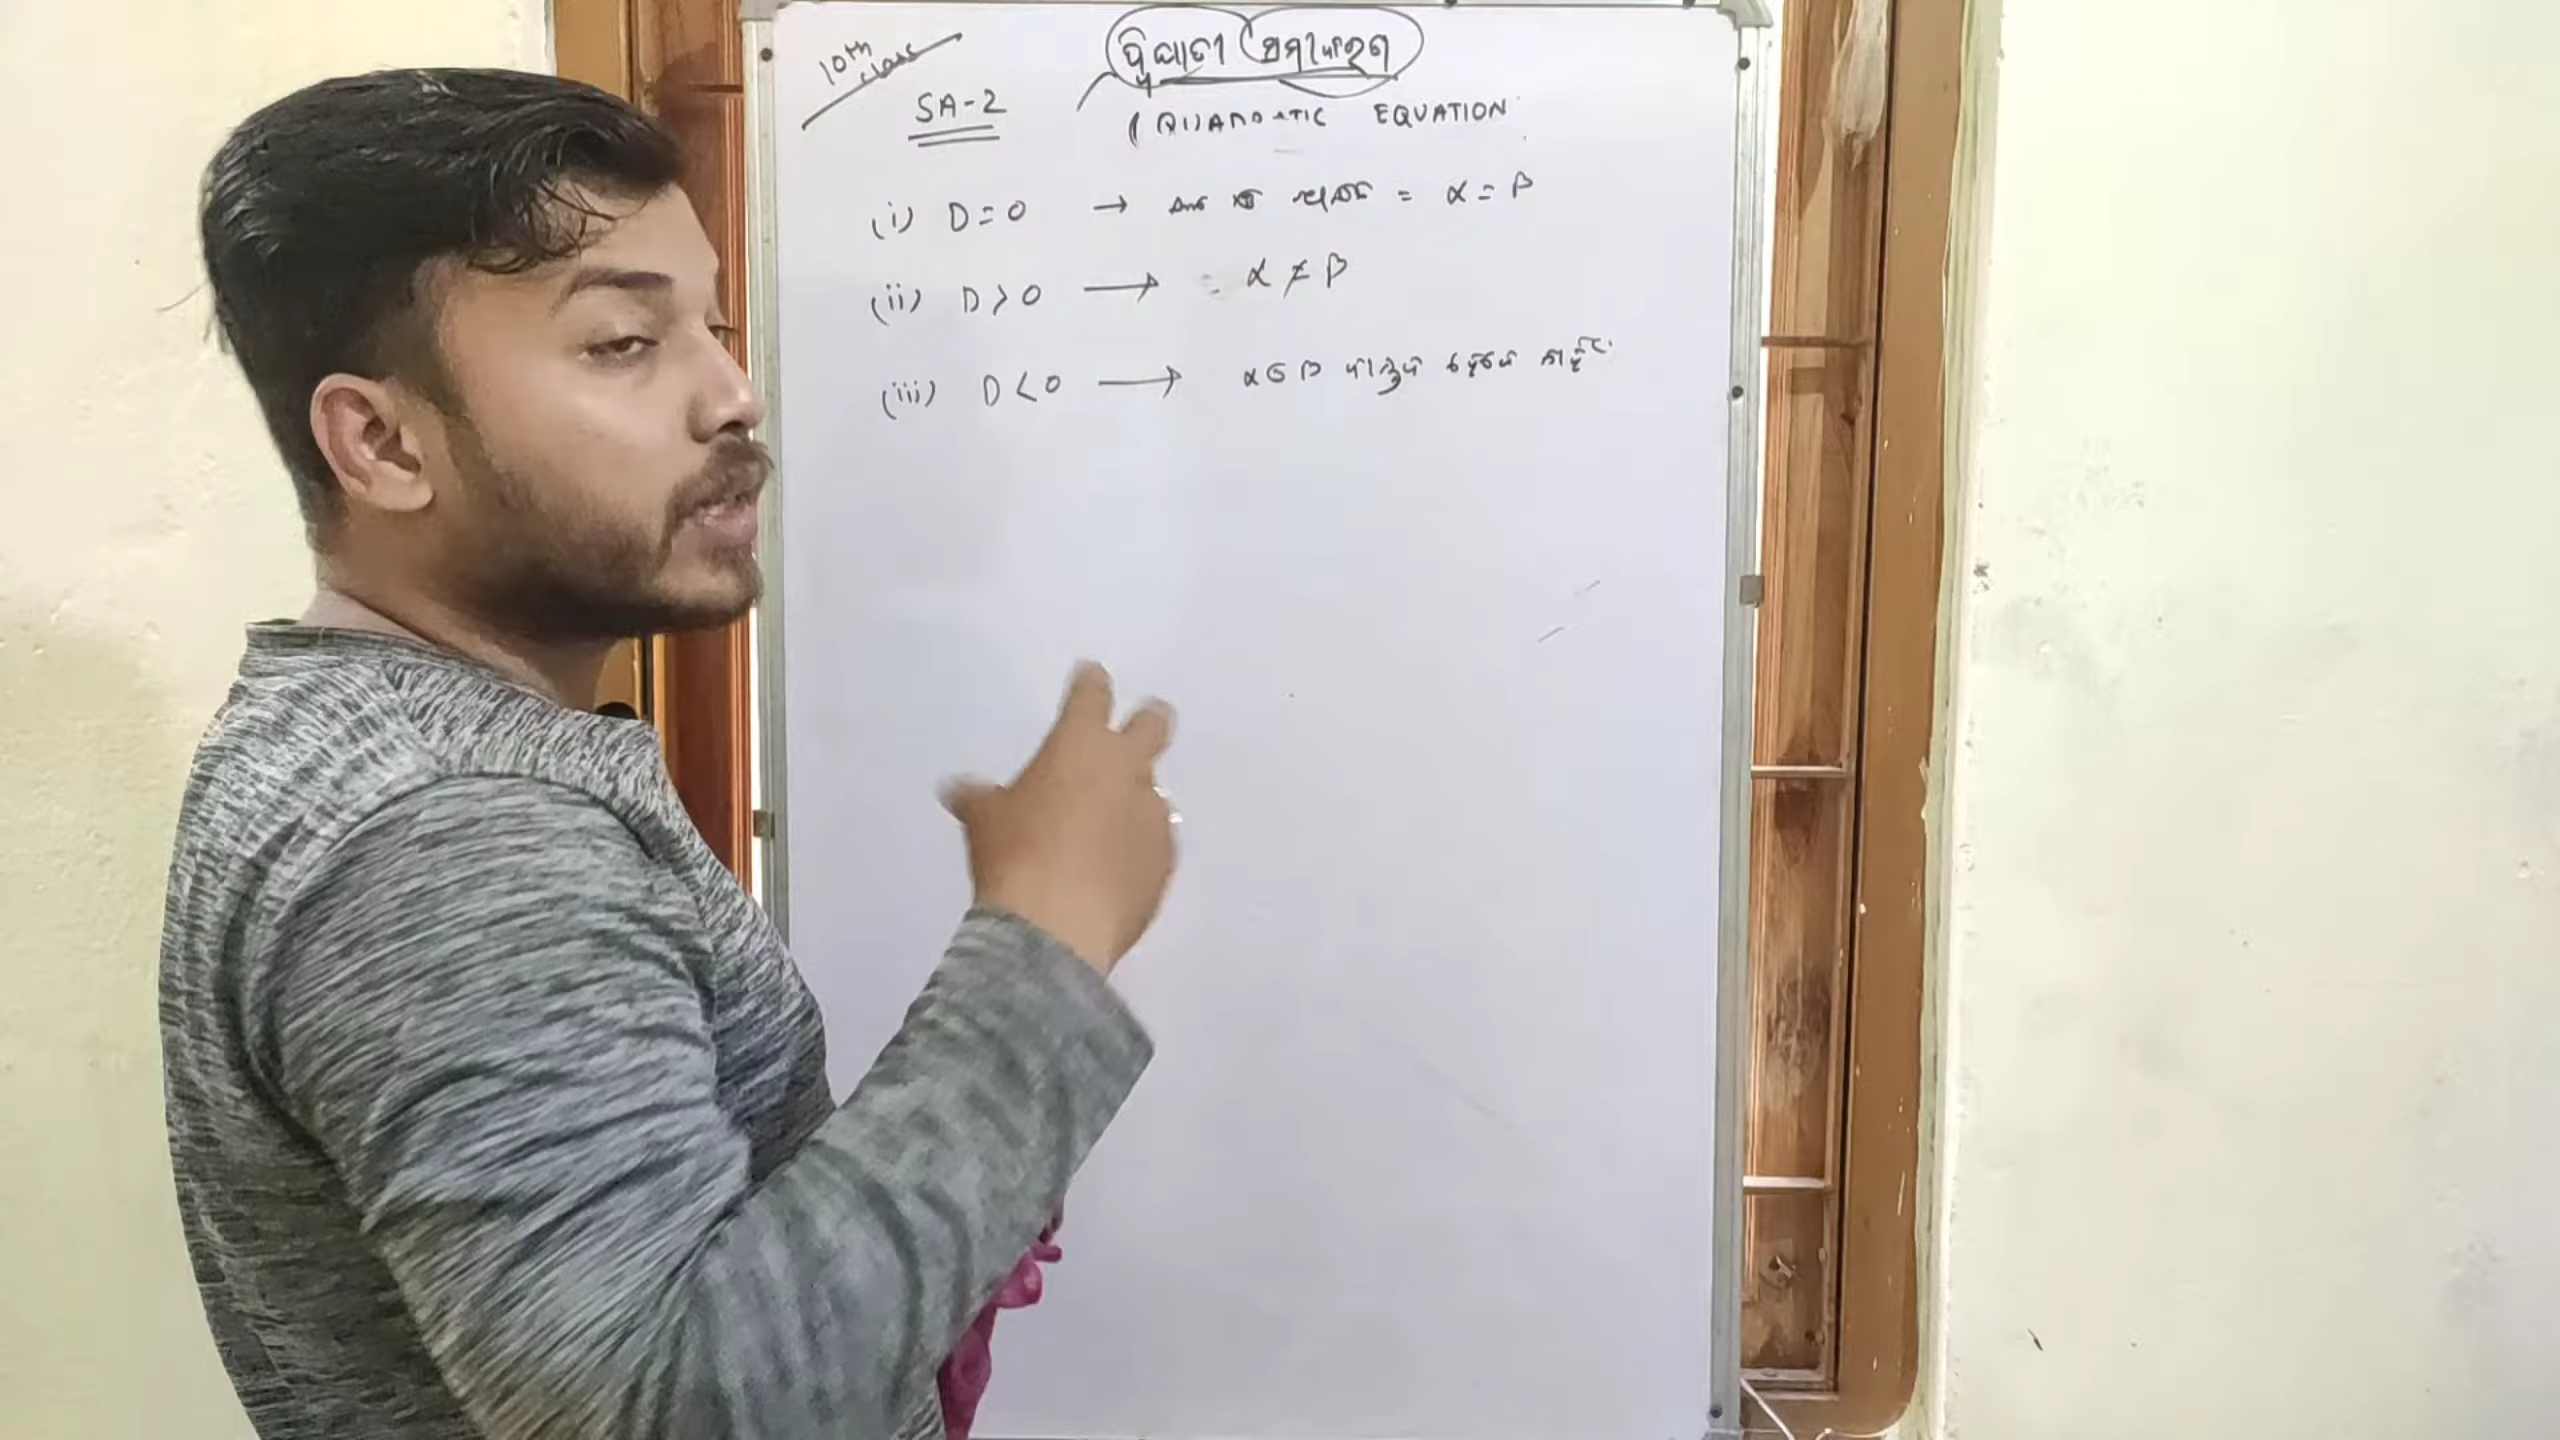 10th class
ଦ୍ୱିଘାତୀ ସମୀକରଣ
SA-2
(QUADRATIC EQUATION
(i) D = 0 → = α = β
(ii) D > 0 → = α ≠ β
(iii) D < 0 → α ଓ β ନାହିଁ